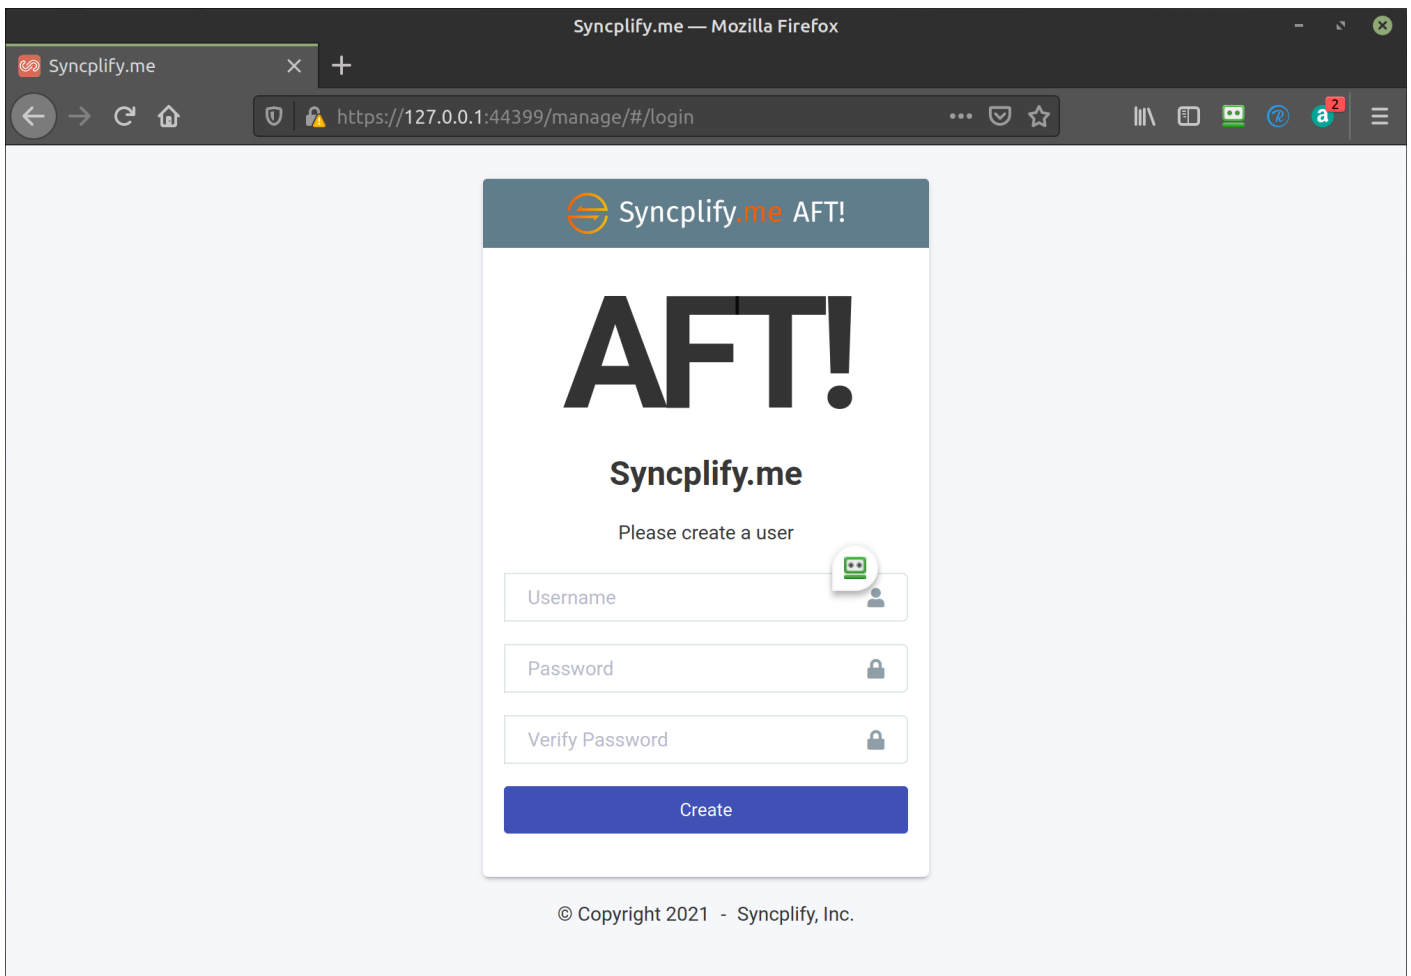 Syncplify.me — Mozilla Firefox
Syncplify.me
https://127.0.0.1:44399/manage/#/login
2
Syncplify.me AFT!
AFT!
Syncplify.me
Please create a user
Username
Password
Verify Password
Create
© Copyright 2021 - Syncplify, Inc.